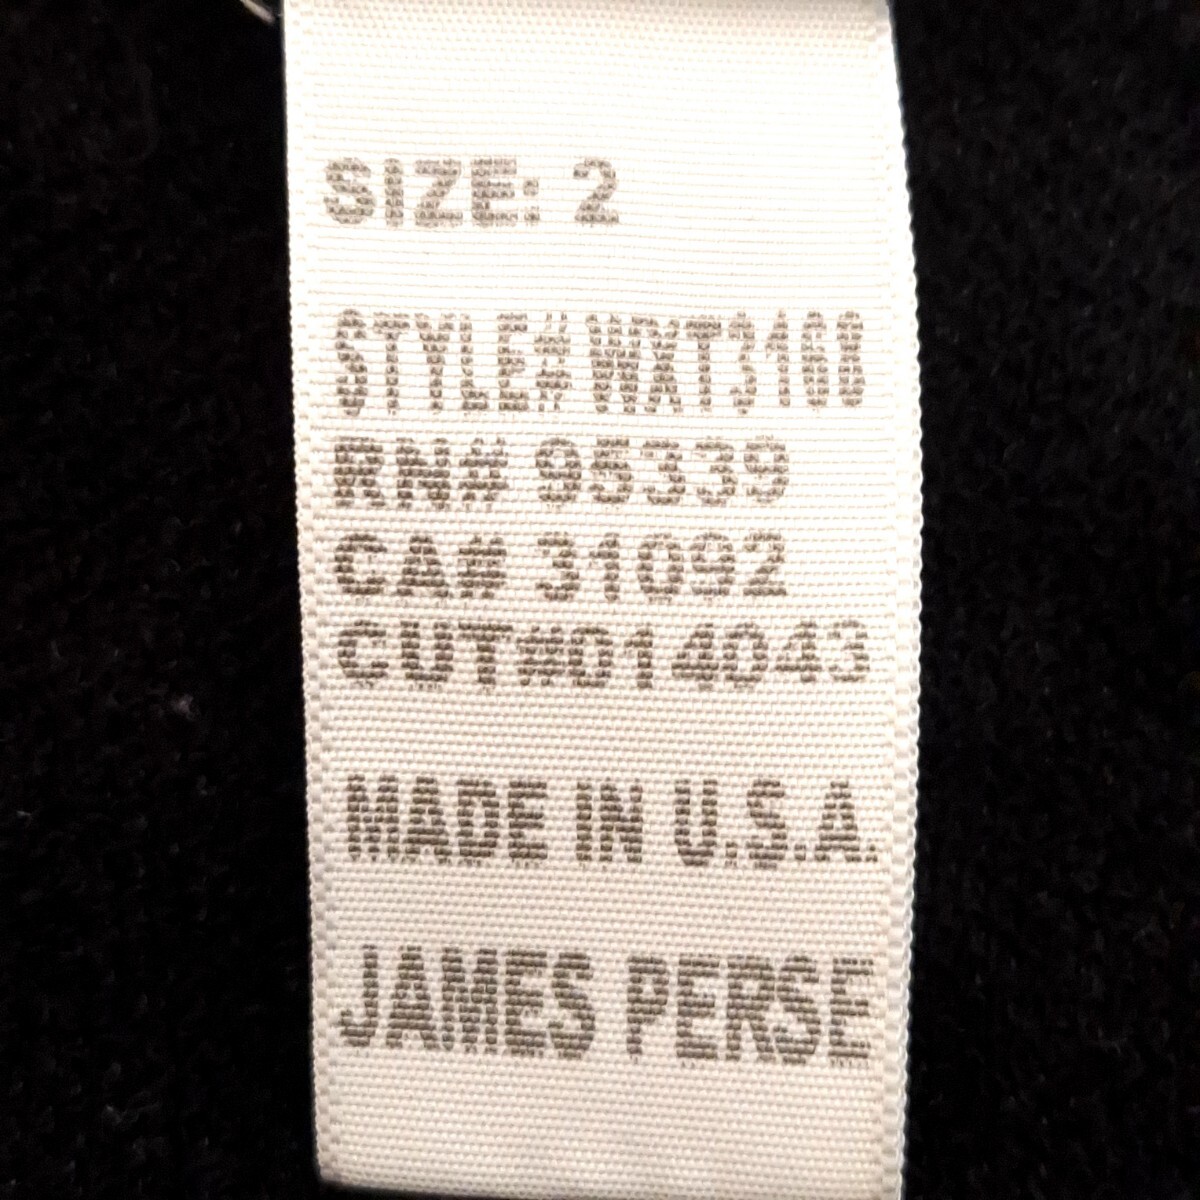 SIZE: 2
STYLE# WXT3168
RN# 95339
CA# 31092
CUT#014043
MADE IN U.S.A.
JAMES PERSE